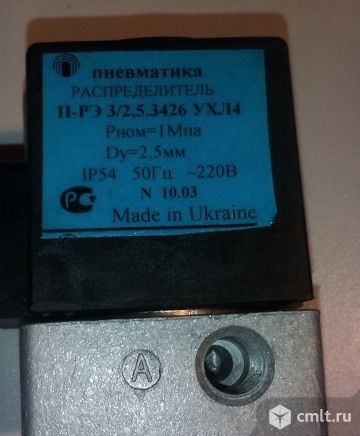 пневматика
РАСПРЕДЕЛИТЕЛЬ
П-РЭ 3/2,5.3426 УХЛ4
Рном=1Мпа
Dy=2,5мм
IP54 50Гц ~220В
N 10.03
Made in Ukraine
А
cmlt.ru